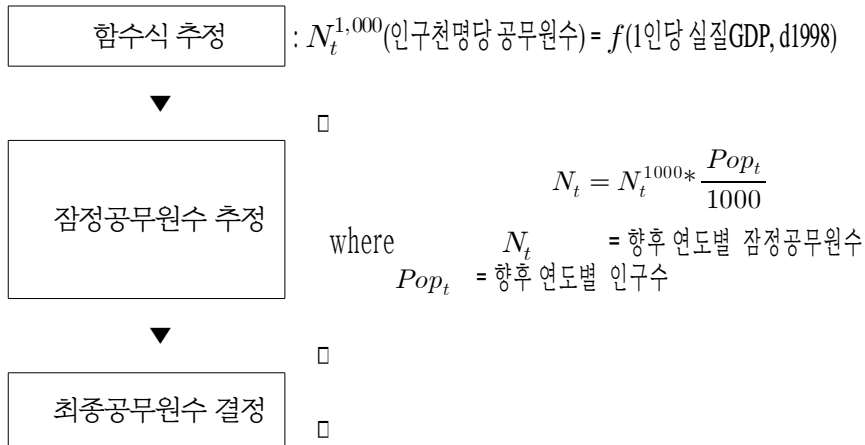 함수식 추정 : N_t^{1,000}(인구천명당 공무원수) = f(1인당 실질GDP, d1998)
▼
잠정공무원수 추정
N_t = N_t^{1000} * \frac{Pop_t}{1000}
where N_t = 향후 연도별 잠정공무원수
Pop_t = 향후 연도별 인구수
▼
최종공무원수 결정